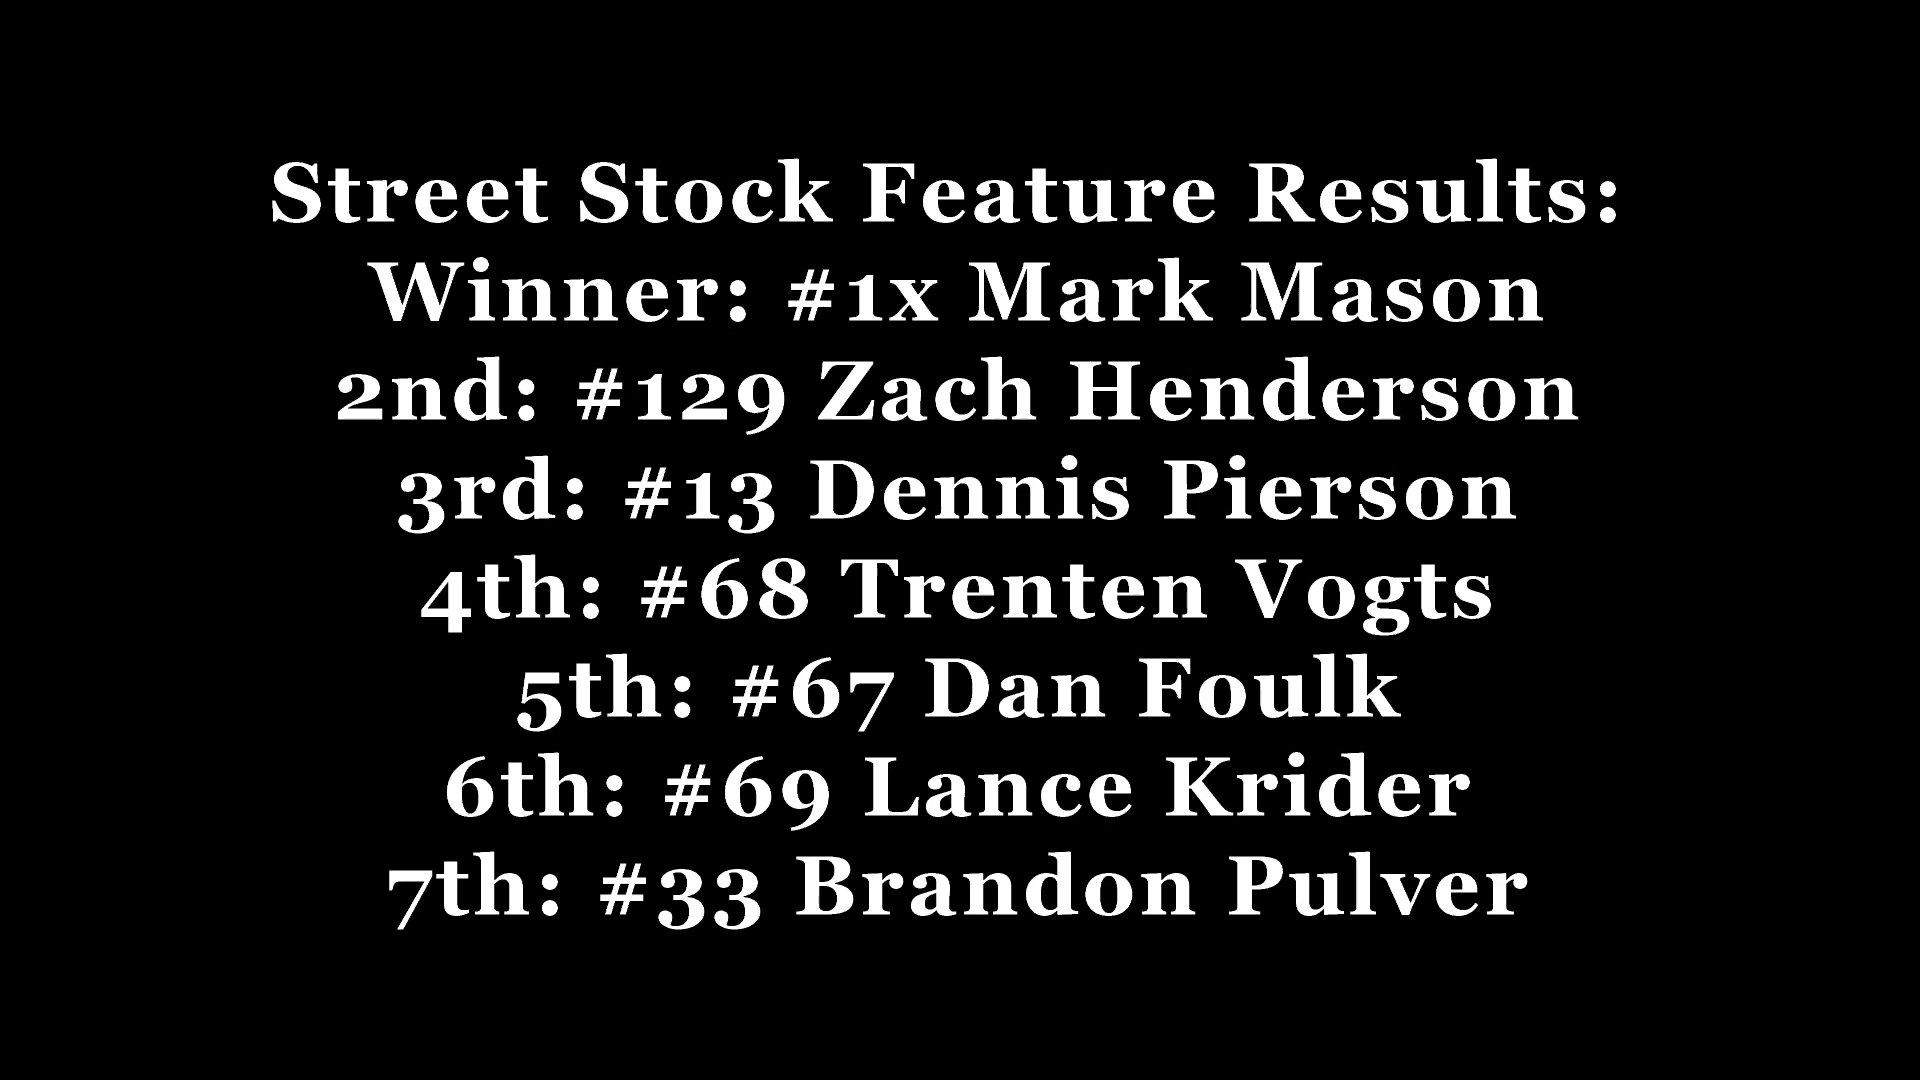 Street Stock Feature Results:
Winner: #1x Mark Mason
2nd: #129 Zach Henderson
3rd: #13 Dennis Pierson
4th: #68 Trenten Vogts
5th: #67 Dan Foulk
6th: #69 Lance Krider
7th: #33 Brandon Pulver